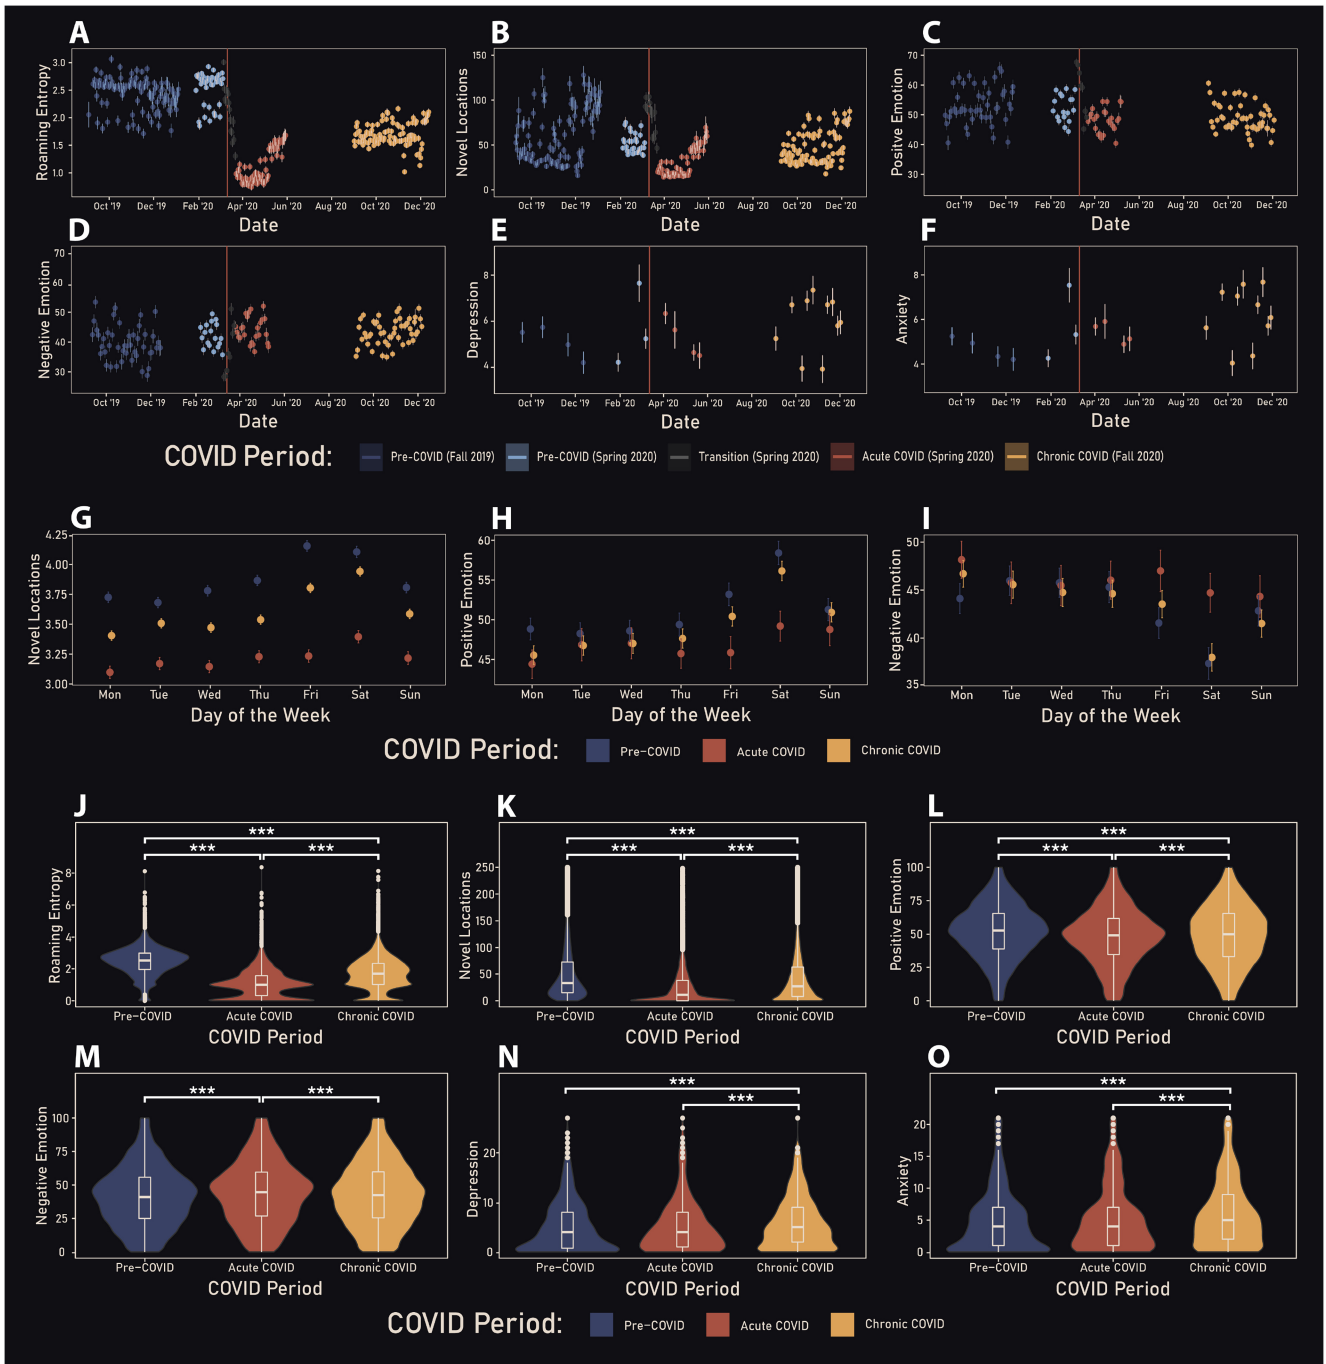 A
B
C
Roaming Entropy
3.0
2.5
2.0
1.5
1.0
Oct '19 Dec '19 Feb '20 Apr '20 Jun '20 Aug '20 Oct '20 Dec '20
Date
Novel Locations
150
100
50
0
Oct '19 Dec '19 Feb '20 Apr '20 Jun '20 Aug '20 Oct '20 Dec '20
Date
Positve Emotion
70
60
50
40
30
Oct '19 Dec '19 Feb '20 Apr '20 Jun '20 Aug '20 Oct '20 Dec '20
Date
D
E
F
Negative Emotion
70
60
50
40
30
Oct '19 Dec '19 Feb '20 Apr '20 Jun '20 Aug '20 Oct '20 Dec '20
Date
Depression
8
6
4
Oct '19 Dec '19 Feb '20 Apr '20 Jun '20 Aug '20 Oct '20 Dec '20
Date
Anxiety
8
6
4
Oct '19 Dec '19 Feb '20 Apr '20 Jun '20 Aug '20 Oct '20 Dec '20
Date
COVID Period: Pre-COVID (Fall 2019) Pre-COVID (Spring 2020) Transition (Spring 2020) Acute COVID (Spring 2020) Chronic COVID (Fall 2020)
G
H
I
Novel Locations
4.25
4.00
3.75
3.50
3.25
3.00
Mon Tue Wed Thu Fri Sat Sun
Day of the Week
Positive Emotion
60
55
50
45
Mon Tue Wed Thu Fri Sat Sun
Day of the Week
Negative Emotion
50
45
40
35
Mon Tue Wed Thu Fri Sat Sun
Day of the Week
COVID Period: Pre-COVID Acute COVID Chronic COVID
J
K
L
Roaming Entropy
***
*** ***
8
6
4
2
0
Pre-COVID Acute COVID Chronic COVID
COVID Period
Novel Locations
***
*** ***
250
200
150
100
50
0
Pre-COVID Acute COVID Chronic COVID
COVID Period
Positive Emotion
***
*** ***
100
75
50
25
0
Pre-COVID Acute COVID Chronic COVID
COVID Period
M
N
O
Negative Emotion
*** ***
100
75
50
25
0
Pre-COVID Acute COVID Chronic COVID
COVID Period
Depression
***
***
20
10
0
Pre-COVID Acute COVID Chronic COVID
COVID Period
Anxiety
***
***
20
15
10
5
0
Pre-COVID Acute COVID Chronic COVID
COVID Period
COVID Period: Pre-COVID Acute COVID Chronic COVID